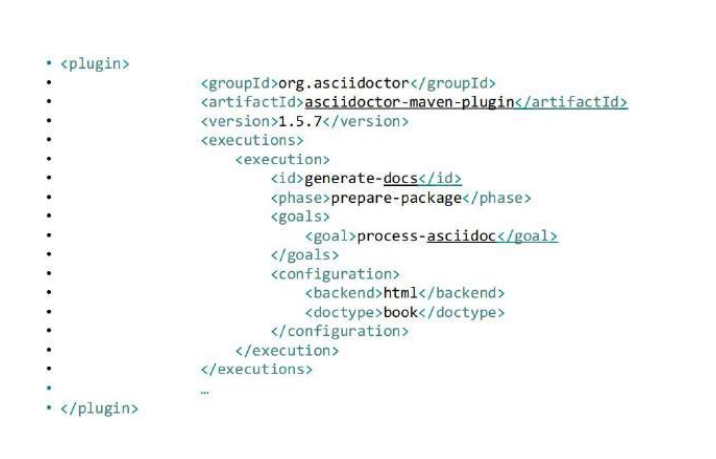 • <plugin>
• <groupId>org.asciidoctor</groupId>
• <artifactId>asciidoctor-maven-plugin</artifactId>
• <version>1.5.7</version>
• <executions>
• <execution>
• <id>generate-docs</id>
• <phase>prepare-package</phase>
• <goals>
• <goal>process-asciidoc</goal>
• </goals>
• <configuration>
• <backend>html</backend>
• <doctype>book</doctype>
• </configuration>
• </execution>
• </executions>
• …
• </plugin>